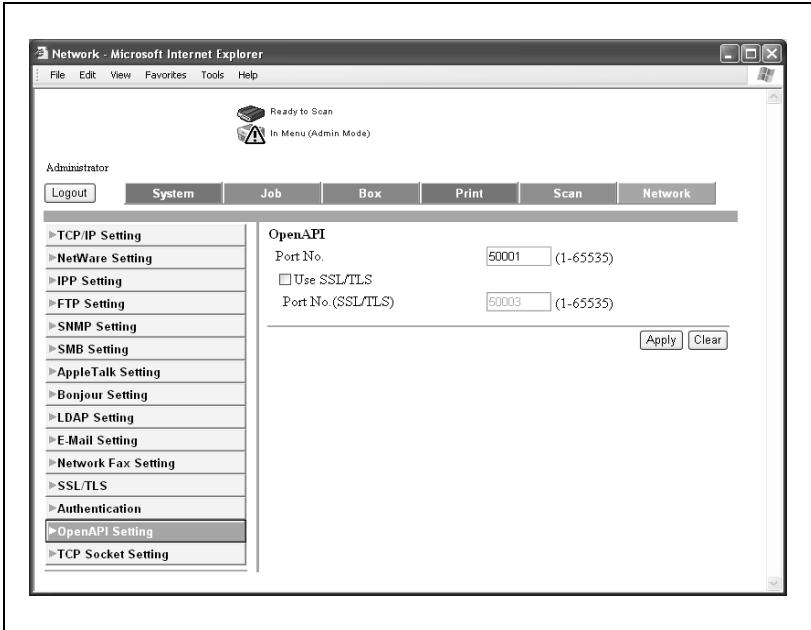 Network - Microsoft Internet Explorer
File Edit View Favorites Tools Help
Ready to Scan
In Menu (Admin Mode)
Administrator
Logout System Job Box Print Scan Network
TCP/IP Setting
NetWare Setting
IPP Setting
FTP Setting
SNMP Setting
SMB Setting
AppleTalk Setting
Bonjour Setting
LDAP Setting
E-Mail Setting
Network Fax Setting
SSL/TLS
Authentication
OpenAPI Setting
TCP Socket Setting
OpenAPI
Port No. 50001 (1-65535)
Use SSL/TLS
Port No.(SSL/TLS) 50003 (1-65535)
Apply Clear